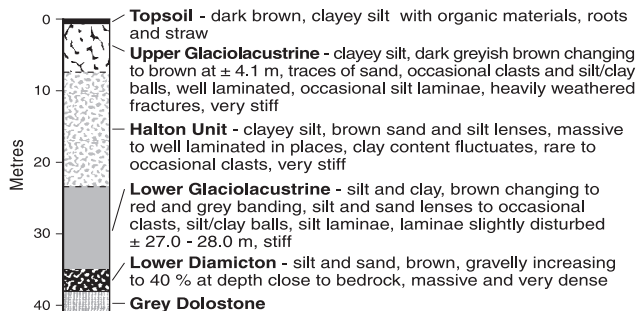 0
10
20
30
40
Metres
Topsoil - dark brown, clayey silt with organic materials, roots
and straw
Upper Glaciolacustrine - clayey silt, dark greyish brown changing
to brown at ± 4.1 m, traces of sand, occasional clasts and silt/clay
balls, well laminated, occasional silt laminae, heavily weathered
fractures, very stiff
Halton Unit - clayey silt, brown sand and silt lenses, massive
to well laminated in places, clay content fluctuates, rare to
occasional clasts, very stiff
Lower Glaciolacustrine - silt and clay, brown changing to
red and grey banding, silt and sand lenses to occasional
clasts, silt/clay balls, silt laminae, laminae slightly disturbed
± 27.0 - 28.0 m, stiff
Lower Diamicton - silt and sand, brown, gravelly increasing
to 40 % at depth close to bedrock, massive and very dense
Grey Dolostone